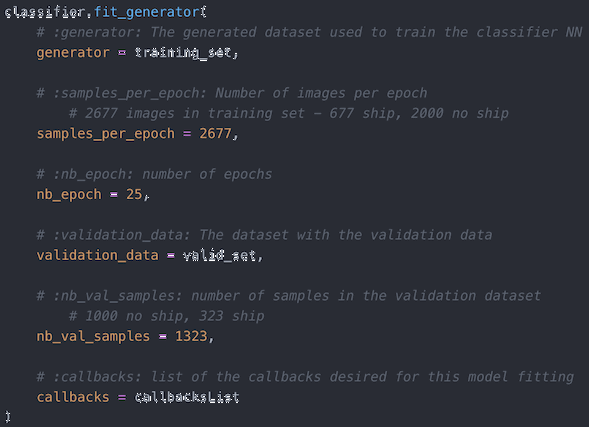 classifier.fit_generator(
# :generator: The generated dataset used to train the classifier NN
generator = training_set,
# :samples_per_epoch: Number of images per epoch
# 2677 images in training set - 677 ship, 2000 no ship
samples_per_epoch = 2677,
# :nb_epoch: number of epochs
nb_epoch = 25,
# :validation_data: The dataset with the validation data
validation_data = valid_set,
# :nb_val_samples: number of samples in the validation dataset
# 1000 no ship, 323 ship
nb_val_samples = 1323,
# :callbacks: list of the callbacks desired for this model fitting
callbacks = callbacksList
)